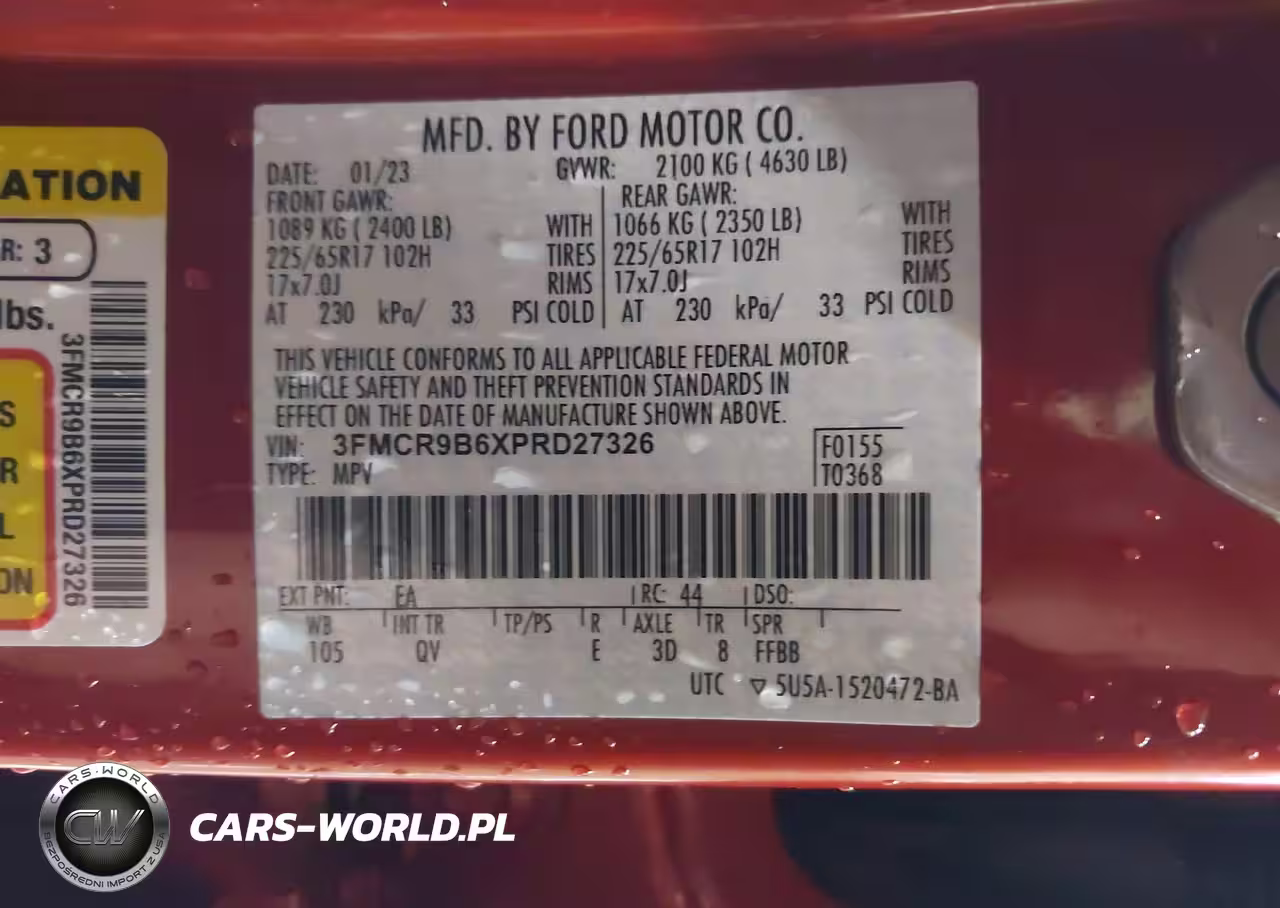 ATION
R: 3
lbs.
3FMCR9B6XPRD27326
S
R
L
ON
MFD. BY FORD MOTOR CO.
DATE: 01/23 GVWR: 2100 KG ( 4630 LB)
FRONT GAWR: REAR GAWR:
1089 KG ( 2400 LB) WITH 1066 KG ( 2350 LB) WITH
225/65R17 102H TIRES 225/65R17 102H TIRES
17x7.0J RIMS 17x7.0J RIMS
AT 230 kPa/ 33 PSI COLD AT 230 kPa/ 33 PSI COLD
THIS VEHICLE CONFORMS TO ALL APPLICABLE FEDERAL MOTOR
VEHICLE SAFETY AND THEFT PREVENTION STANDARDS IN
EFFECT ON THE DATE OF MANUFACTURE SHOWN ABOVE.
VIN: 3FMCR9B6XPRD27326 F0155
TYPE: MPV T0368
EXT PNT: EA RC: 44 DSO:
WB INT TR TP/PS R AXLE TR SPR
105 QV E 3D 8 FFBB
UTC ▽ 5U5A-1520472-BA
CARS-WORLD
CW
BEZPOŚREDNI IMPORT Z USA
CARS-WORLD.PL